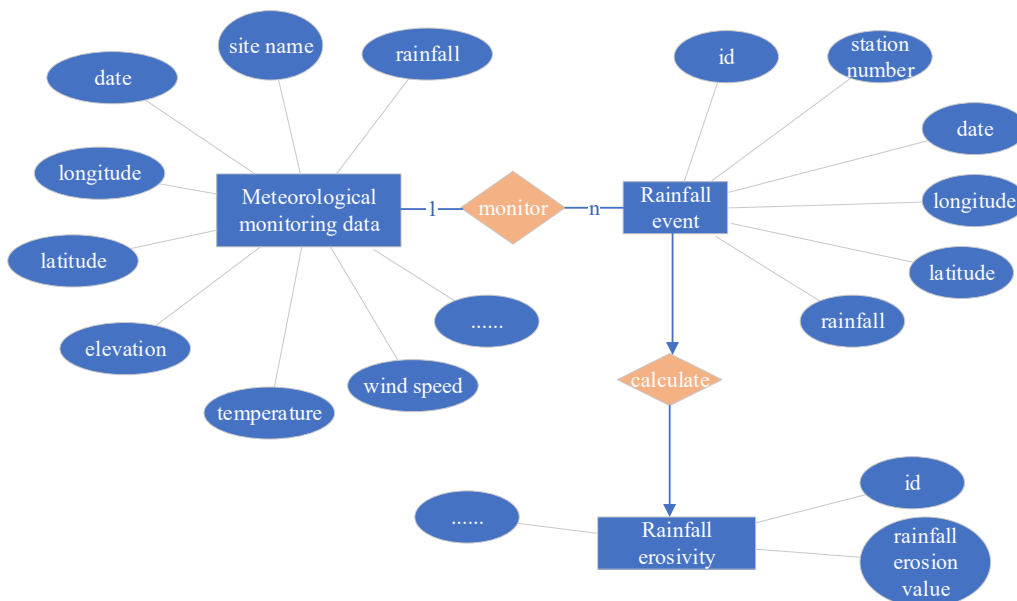 site name
rainfall
date
longitude
latitude
elevation
temperature
wind speed
......
Meteorological
monitoring data
1
monitor
n
Rainfall
event
id
station
number
date
longitude
latitude
rainfall
calculate
Rainfall
erosivity
......
id
rainfall
erosion
value